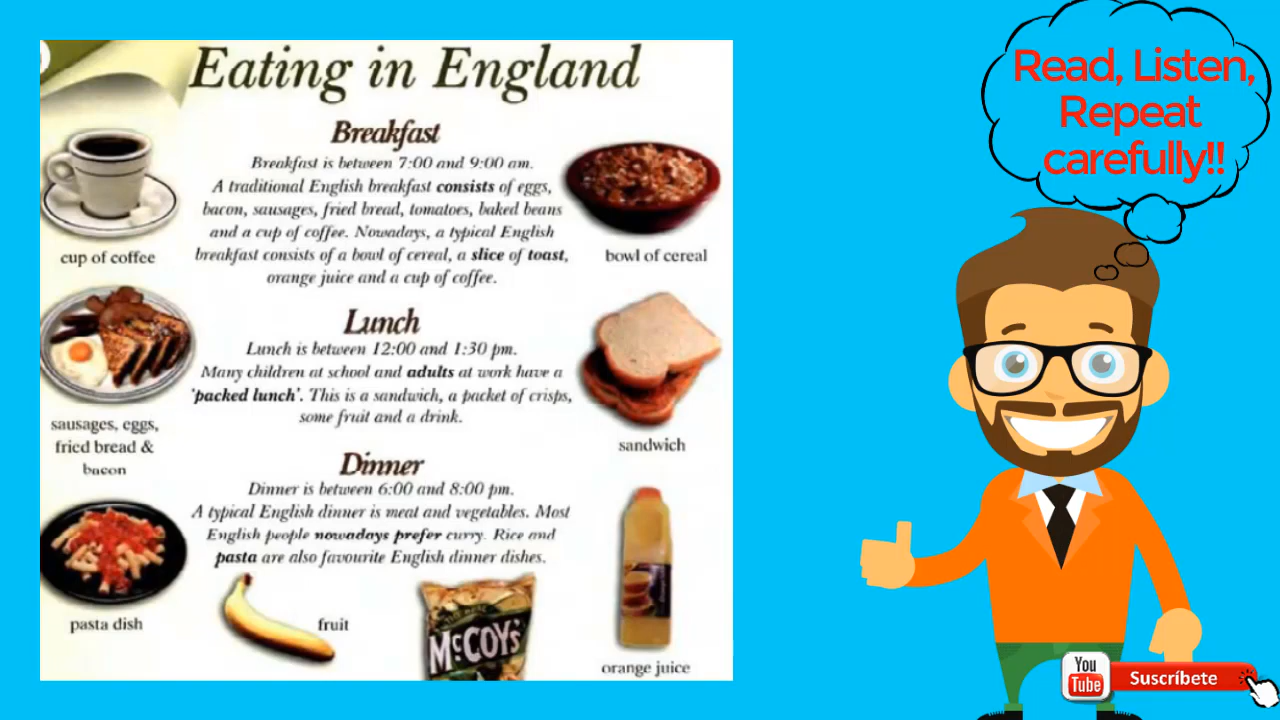 Eating in England
Breakfast
Breakfast is between 7:00 and 9:00 am.
A traditional English breakfast consists of eggs,
bacon, sausages, fried bread, tomatoes, baked beans
and a cup of coffee. Nowadays, a typical English
breakfast consists of a bowl of cereal, a slice of toast,
orange juice and a cup of coffee.
cup of coffee
bowl of cereal
Lunch
Lunch is between 12:00 and 1:30 pm.
Many children at school and adults at work have a
'packed lunch'. This is a sandwich, a packet of crisps,
some fruit and a drink.
sausages, eggs,
fried bread &
bacon
sandwich
Dinner
Dinner is between 6:00 and 8:00 pm.
A typical English dinner is meat and vegetables. Most
English people nowadays prefer curry. Rice and
pasta are also favourite English dinner dishes.
pasta dish
fruit
McCOY'S
orange juice
Read, Listen,
Repeat
carefully!!
You
Tube
Suscríbete